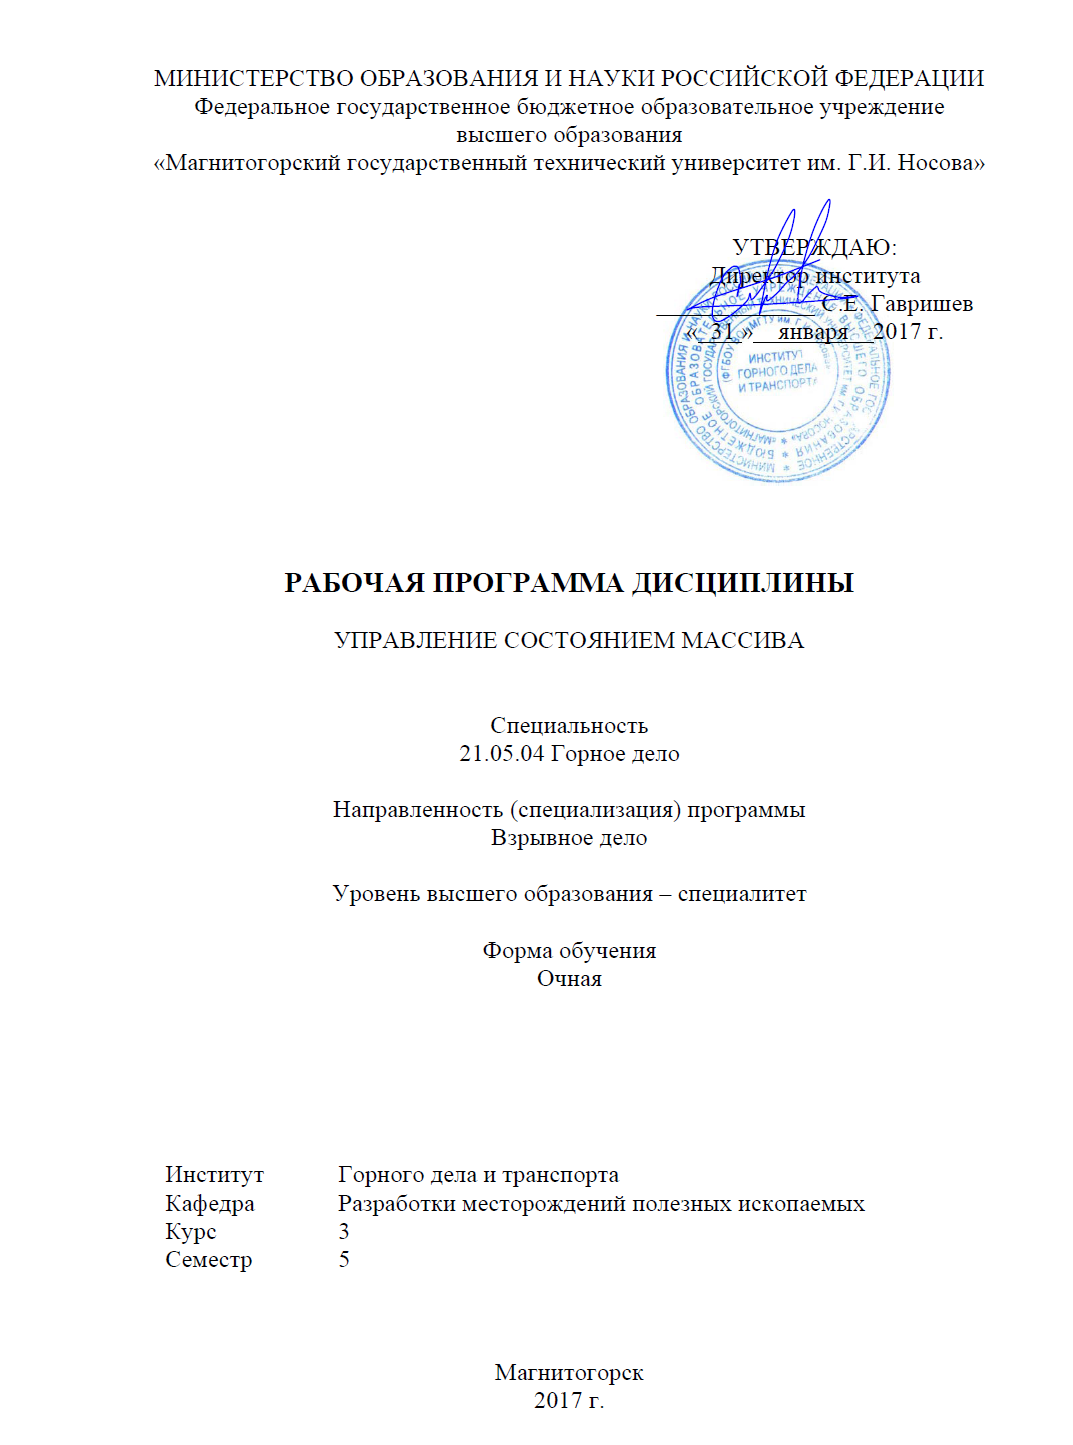 МИНИСТЕРСТВО ОБРАЗОВАНИЯ И НАУКИ РОССИЙСКОЙ ФЕДЕРАЦИИ
Федеральное государственное бюджетное образовательное учреждение
высшего образования
«Магнитогорский государственный технический университет им. Г.И. Носова»
УТВЕРЖДАЮ:
Директор института
_____________ С.Е. Гавришев
«_31_»__января__2017 г.
ИНСТИТУТ
ГОРНОГО ДЕЛА
И ТРАНСПОРТА
РАБОЧАЯ ПРОГРАММА ДИСЦИПЛИНЫ
УПРАВЛЕНИЕ СОСТОЯНИЕМ МАССИВА
Специальность
21.05.04 Горное дело
Направленность (специализация) программы
Взрывное дело
Уровень высшего образования – специалитет
Форма обучения
Очная
Институт Горного дела и транспорта
Кафедра Разработки месторождений полезных ископаемых
Курс 3
Семестр 5
Магнитогорск
2017 г.